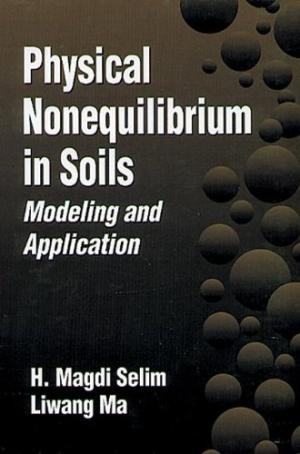 Physical
Nonequilibrium
in Soils
Modeling and
Application
H. Magdi Selim
Liwang Ma